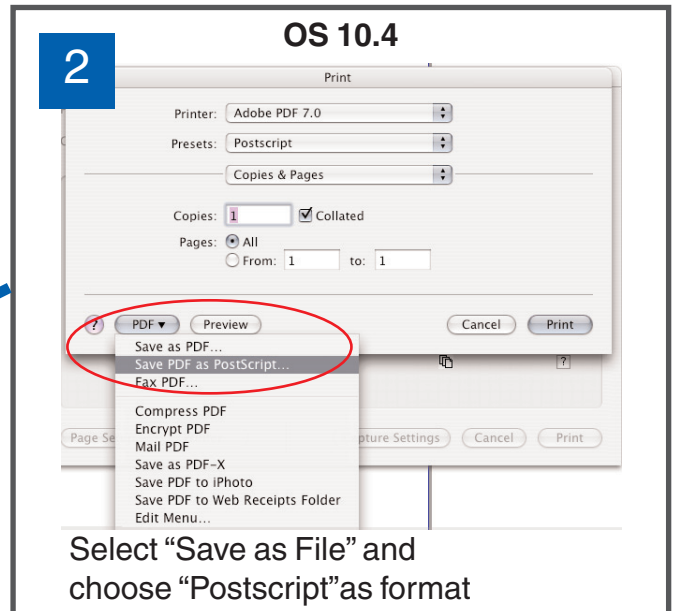 OS 10.4
2
Print
Printer: Adobe PDF 7.0
Presets: Postscript
Copies & Pages
Copies: 1 Collated
Pages: All
From: 1 to: 1
? PDF Preview Cancel Print
Save as PDF...
Save PDF as PostScript...
?
Fax PDF...
Compress PDF
Encrypt PDF
Page Se pture Settings Cancel Print
Mail PDF
Save as PDF-X
Save PDF to iPhoto
Save PDF to Web Receipts Folder
Edit Menu...
Select “Save as File” and
choose “Postscript”as format